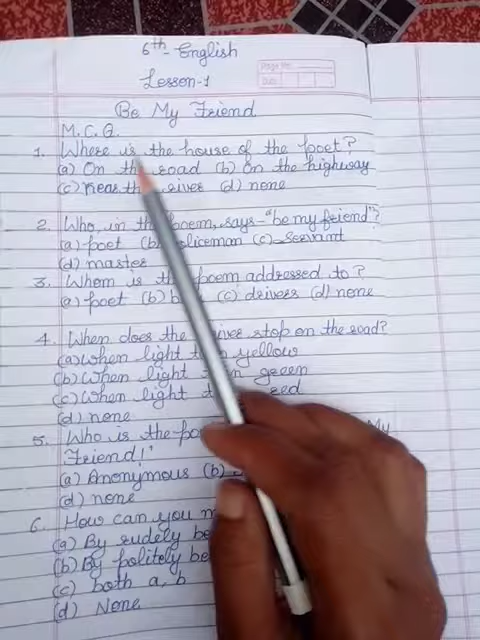 6th English
Page No.
Date
Lesson-1
Be My Friend
M.C.Q.
1. Where is the house of the poet?
(a) On the road (b) On the highway
(c) Near the river (d) none
2. Who, in the poem, says-"be my friend"?
(a) poet (b) policeman (c) servant
(d) master
3. Whom is the poem addressed to?
(a) poet (b) (c) drivers (d) none
4. When does the driver stop on the road?
(a) When light turn yellow
(b) When light turn green
(c) When light red
(d) none
5. Who is the My
Friend!'
(a) Anonymous (b)
(d) none
6. How can you
(a) By rudely
(b) By politely
(c) both a, b
(d) None